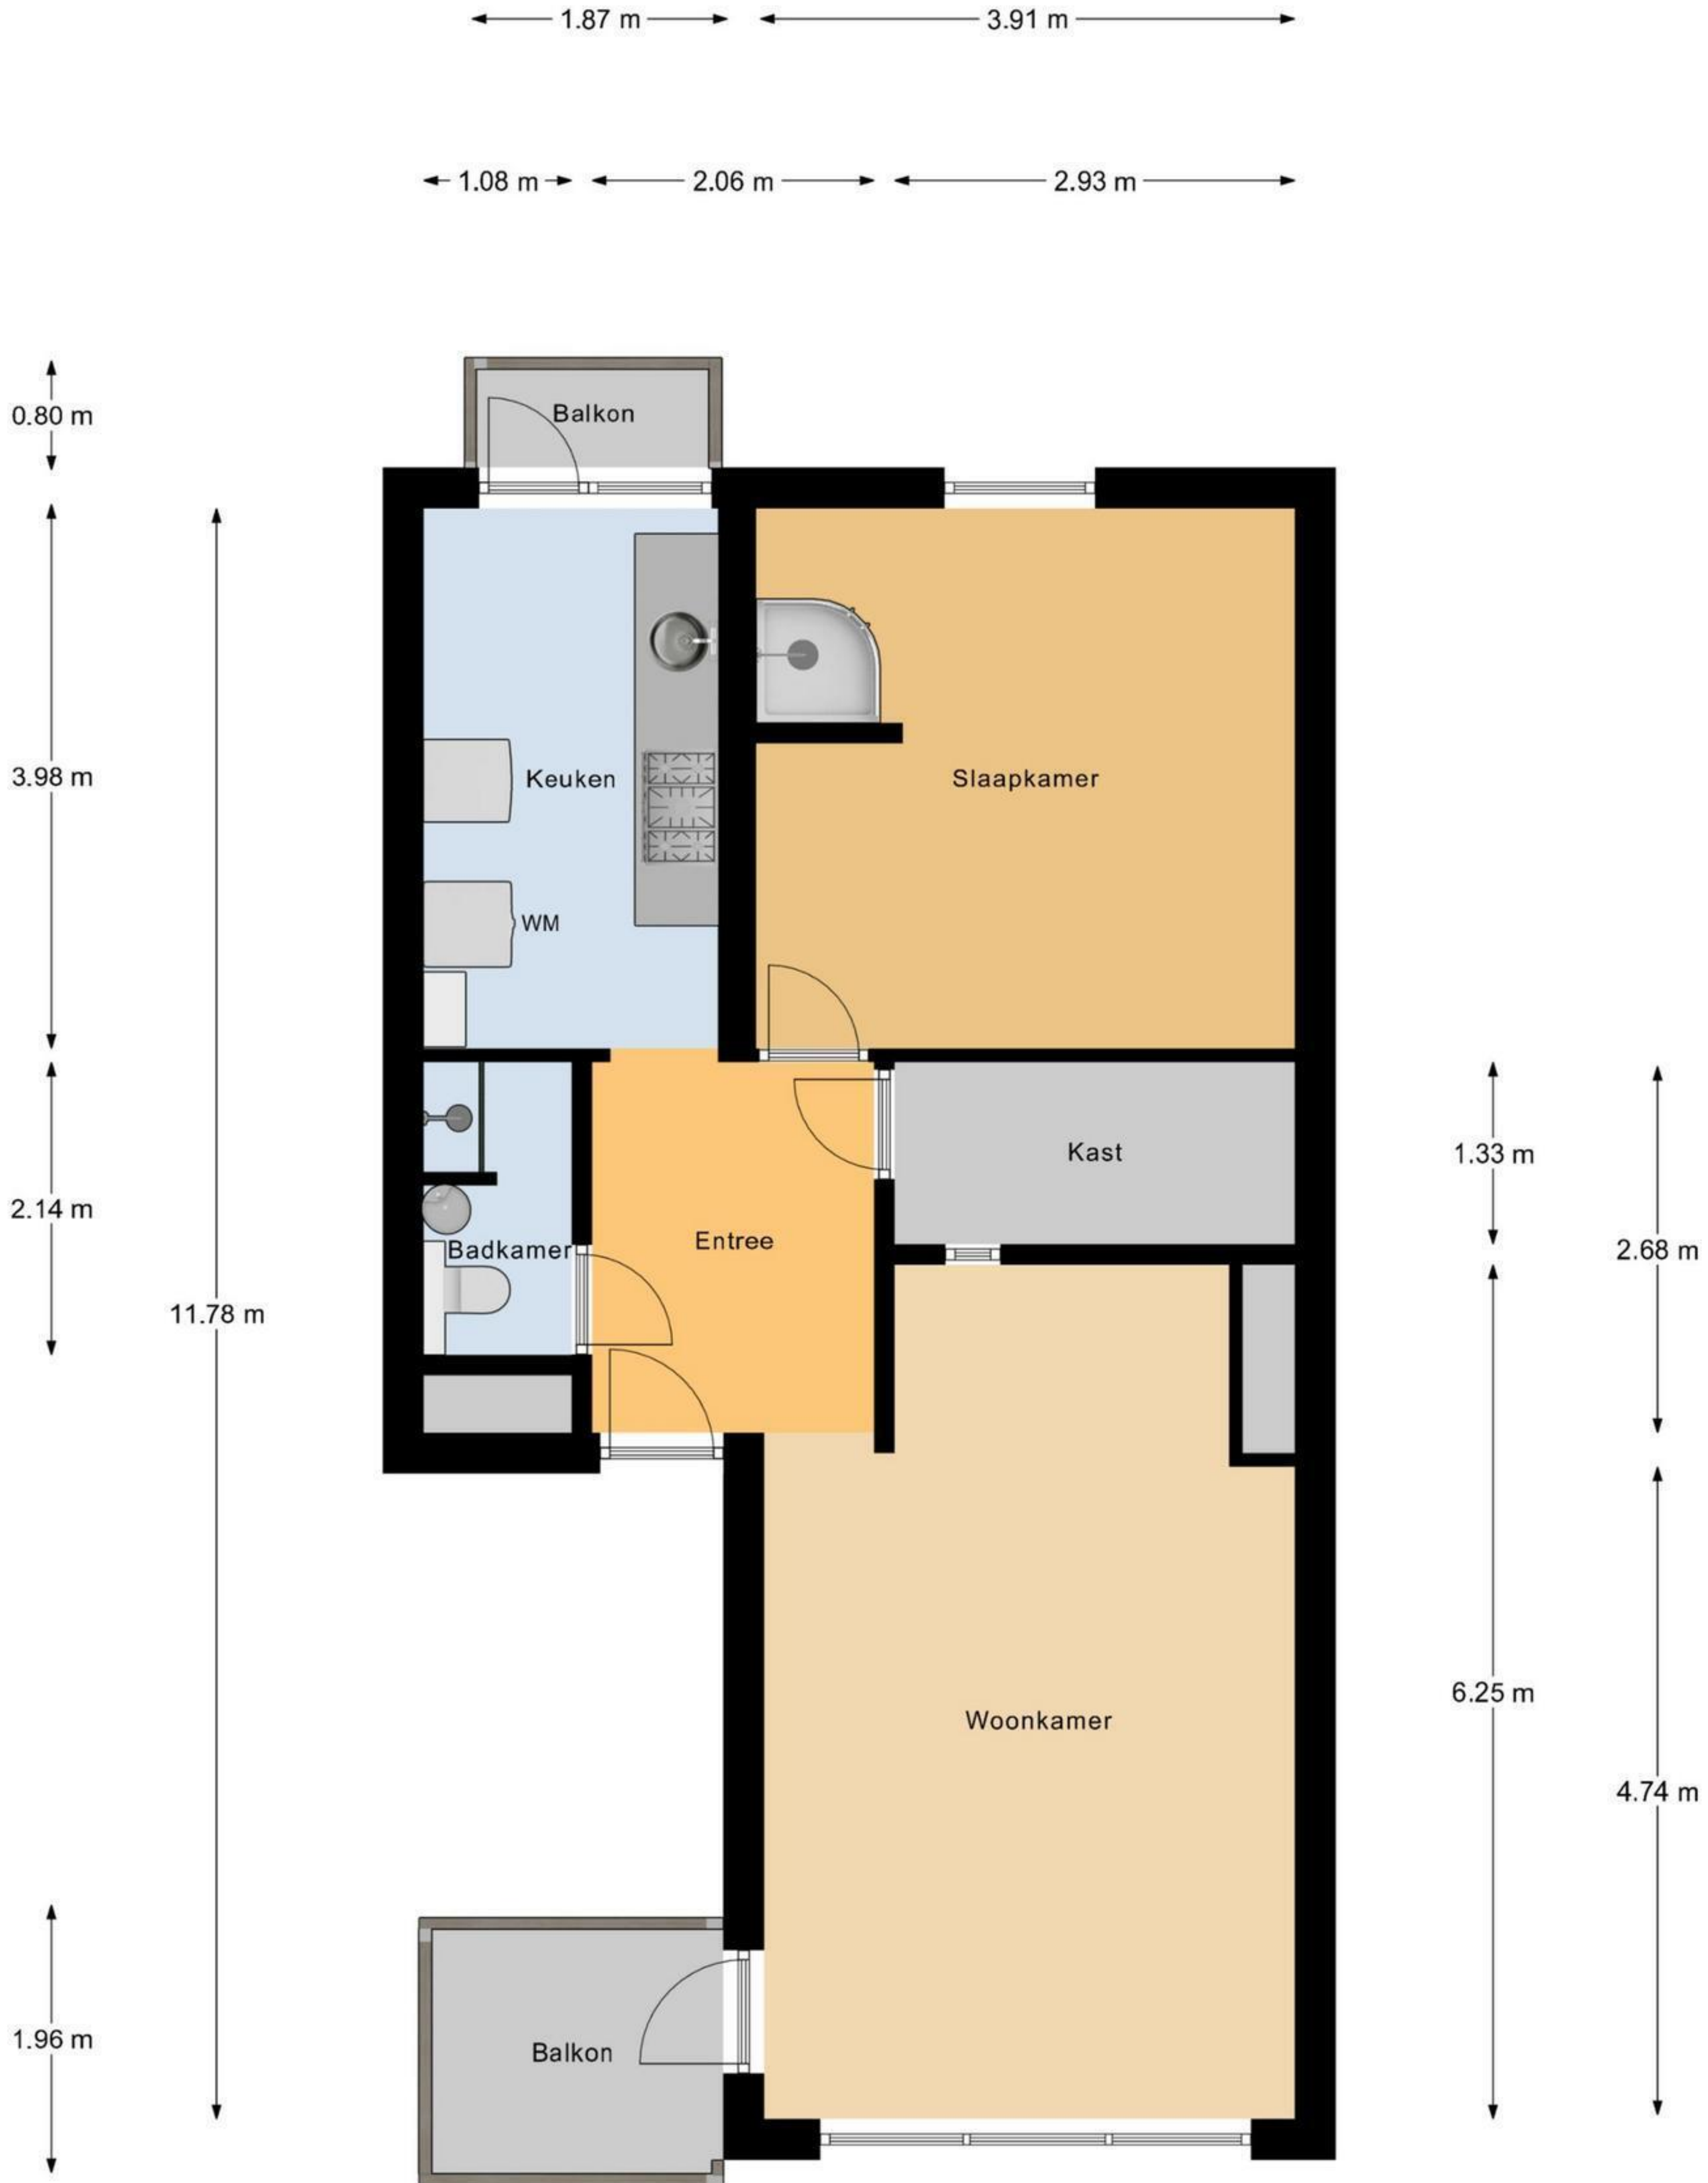 1.87 m
3.91 m
1.08 m
2.06 m
2.93 m
0.80 m
Balkon
3.98 m
Keuken
Slaapkamer
WM
Kast
1.33 m
2.14 m
Entree
Badkamer
2.68 m
11.78 m
6.25 m
Woonkamer
4.74 m
1.96 m
Balkon